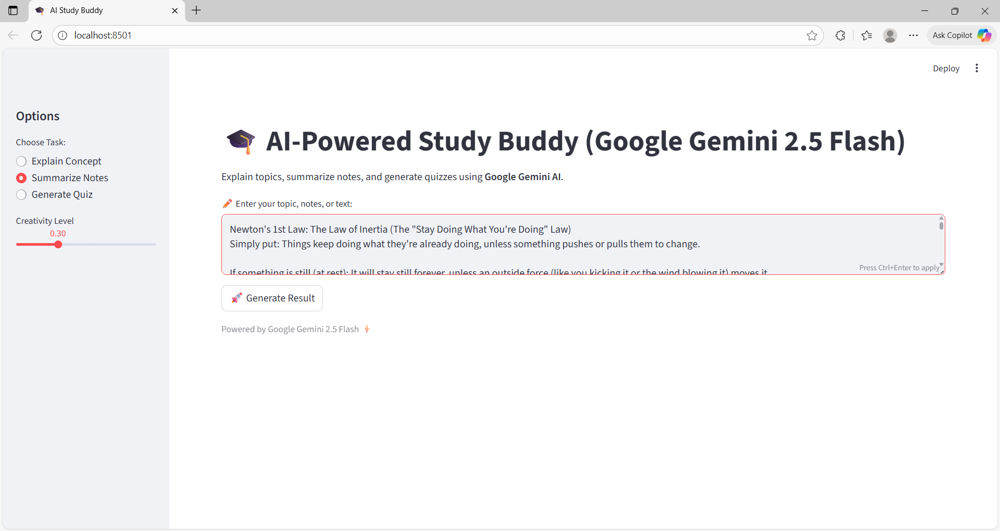 AI Study Buddy
localhost:8501
Ask Copilot
Deploy
Options
Choose Task:
Explain Concept
Summarize Notes
Generate Quiz
Creativity Level
0.30
AI-Powered Study Buddy (Google Gemini 2.5 Flash)
Explain topics, summarize notes, and generate quizzes using Google Gemini AI.
Enter your topic, notes, or text:
Newton's 1st Law: The Law of Inertia (The "Stay Doing What You're Doing" Law)
Simply put: Things keep doing what they're already doing, unless something pushes or pulls them to change.
If something is still (at rest): It will stay still forever, unless an outside force (like you kicking it or the wind blowing it) moves it
Press Ctrl+Enter to apply
Generate Result
Powered by Google Gemini 2.5 Flash